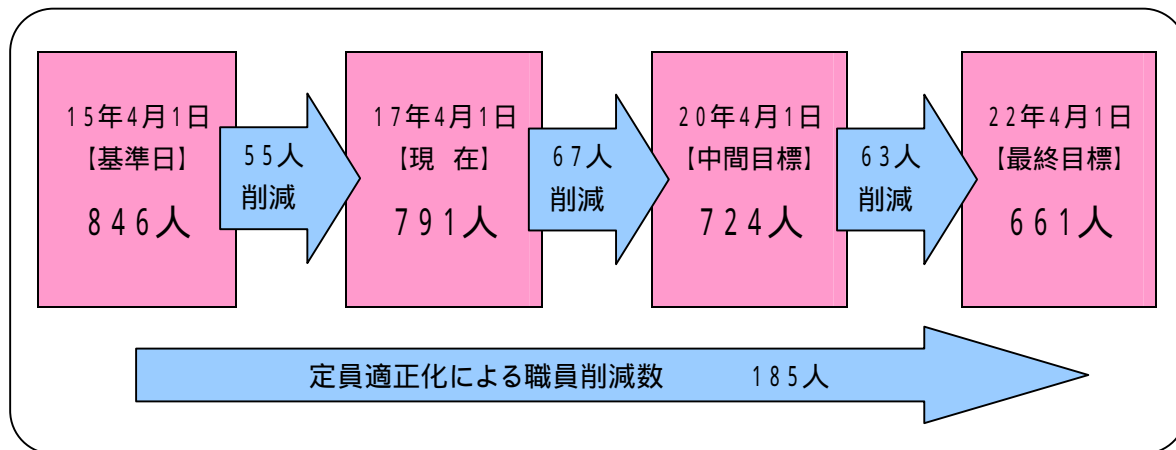 15年4月1日
【基準日】
846人
55人
削減
17年4月1日
【現 在】
791人
67人
削減
20年4月1日
【中間目標】
724人
63人
削減
22年4月1日
【最終目標】
661人
定員適正化による職員削減数 185人